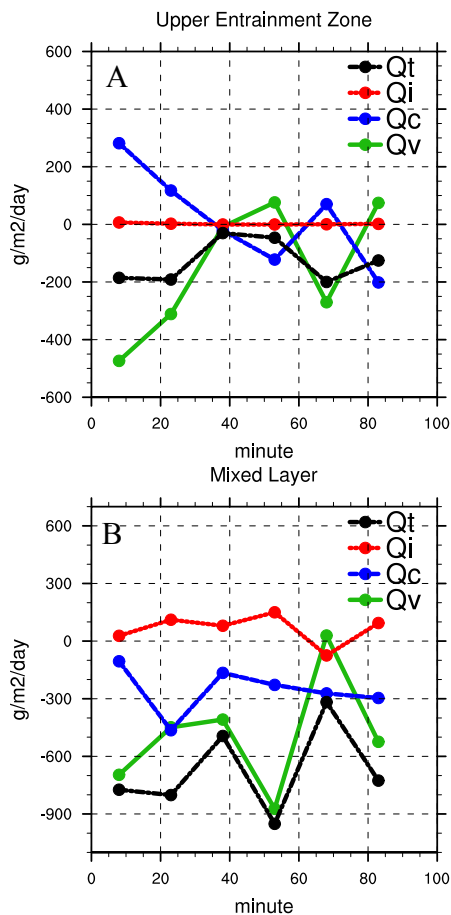 Upper Entrainment Zone
600
A
Qt
Qi
400
Qc
Qv
200
0
-200
-400
-600
g/m2/day
0 20 40 60 80 100
minute
Mixed Layer
B
Qt
600
Qi
Qc
300
Qv
0
-300
-600
-900
g/m2/day
0 20 40 60 80 100
minute